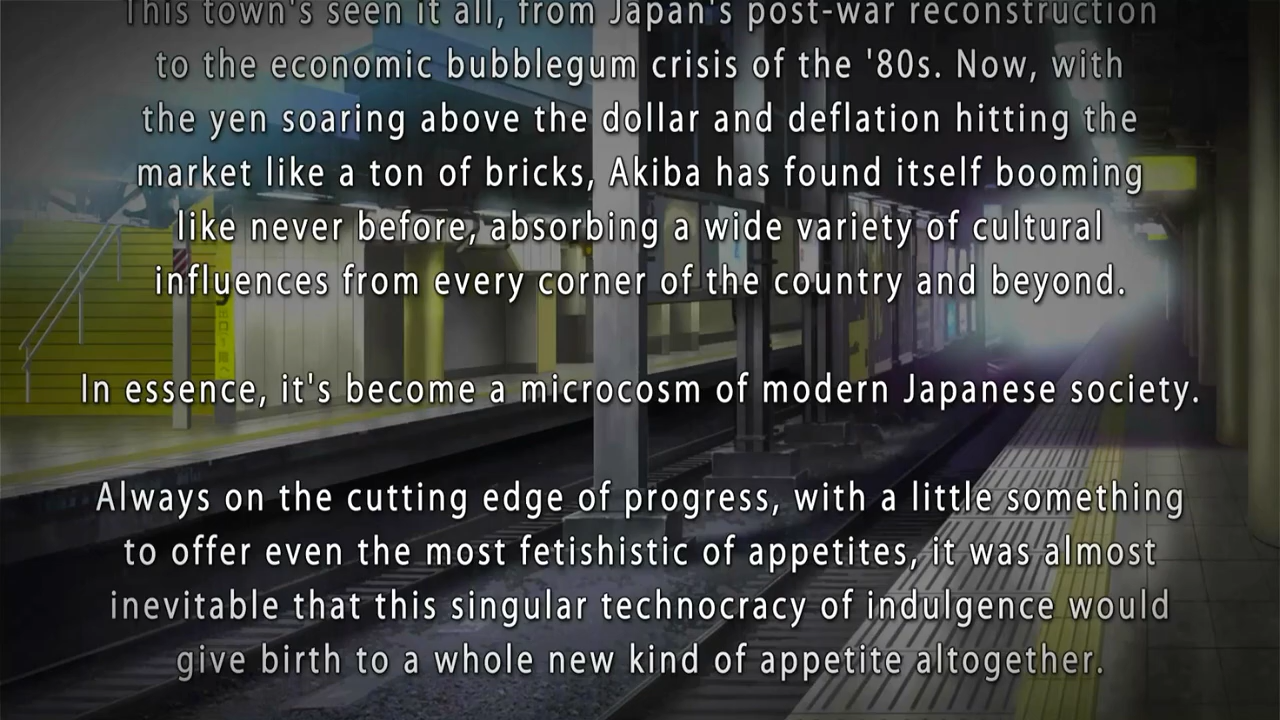 This town's seen it all, from Japan's post-war reconstruction
to the economic bubblegum crisis of the '80s. Now, with
the yen soaring above the dollar and deflation hitting the
market like a ton of bricks, Akiba has found itself booming
like never before, absorbing a wide variety of cultural
influences from every corner of the country and beyond.
In essence, it's become a microcosm of modern Japanese society.
Always on the cutting edge of progress, with a little something
to offer even the most fetishistic of appetites, it was almost
inevitable that this singular technocracy of indulgence would
give birth to a whole new kind of appetite altogether.